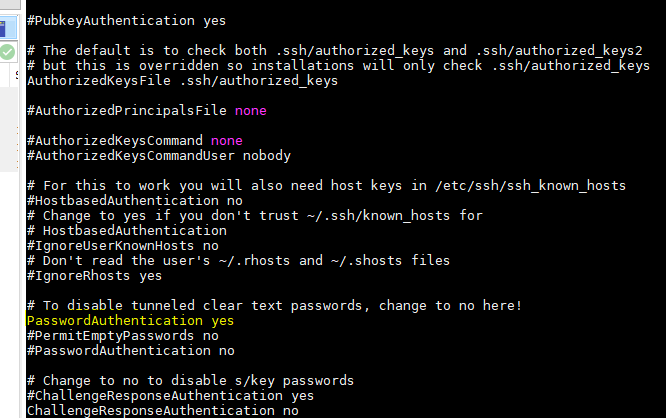 #PubkeyAuthentication yes
# The default is to check both .ssh/authorized_keys and .ssh/authorized_keys2
# but this is overridden so installations will only check .ssh/authorized_keys
AuthorizedKeysFile .ssh/authorized_keys
#AuthorizedPrincipalsFile none
#AuthorizedKeysCommand none
#AuthorizedKeysCommandUser nobody
# For this to work you will also need host keys in /etc/ssh/ssh_known_hosts
#HostbasedAuthentication no
# Change to yes if you don't trust ~/.ssh/known_hosts for
# HostbasedAuthentication
#IgnoreUserKnownHosts no
# Don't read the user's ~/.rhosts and ~/.shosts files
#IgnoreRhosts yes
# To disable tunneled clear text passwords, change to no here!
PasswordAuthentication yes
#PermitEmptyPasswords no
#PasswordAuthentication no
# Change to no to disable s/key passwords
#ChallengeResponseAuthentication yes
ChallengeResponseAuthentication no